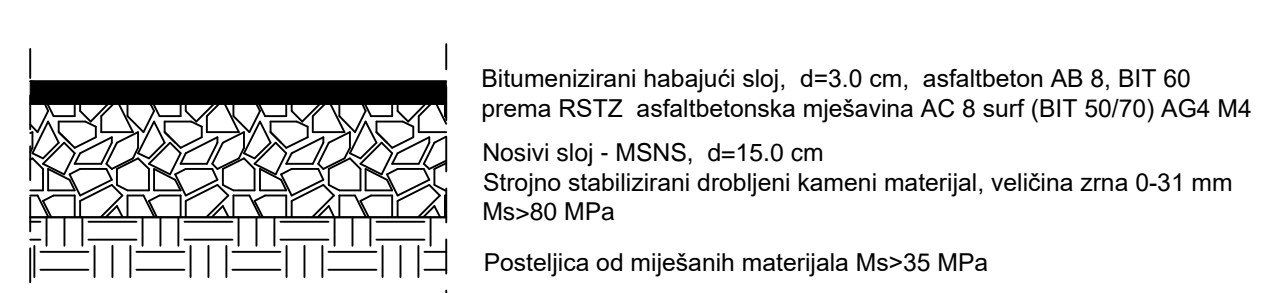 Bitumenizirani habajući sloj, d=3.0 cm, asfaltbeton AB 8, BIT 60
prema RSTZ asfaltbetonska mješavina AC 8 surf (BIT 50/70) AG4 M4
Nosivi sloj - MSNS, d=15.0 cm
Strojno stabilizirani drobljeni kameni materijal, veličina zrna 0-31 mm
Ms>80 MPa
Posteljica od miješanih materijala Ms>35 MPa